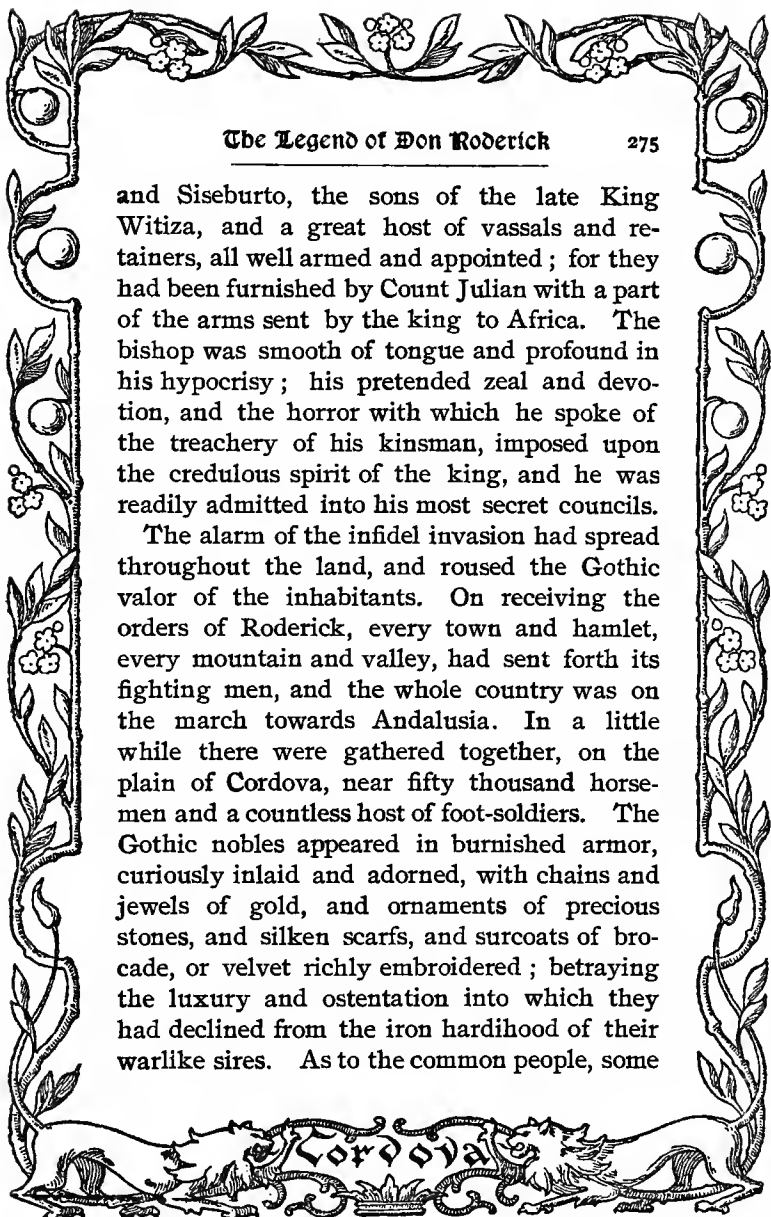 The Legend of Don Roderick 275
and Siseburto, the sons of the late King
Witiza, and a great host of vassals and re-
tainers, all well armed and appointed ; for they
had been furnished by Count Julian with a part
of the arms sent by the king to Africa. The
bishop was smooth of tongue and profound in
his hypocrisy ; his pretended zeal and devo-
tion, and the horror with which he spoke of
the treachery of his kinsman, imposed upon
the credulous spirit of the king, and he was
readily admitted into his most secret councils.
The alarm of the infidel invasion had spread
throughout the land, and roused the Gothic
valor of the inhabitants. On receiving the
orders of Roderick, every town and hamlet,
every mountain and valley, had sent forth its
fighting men, and the whole country was on
the march towards Andalusia. In a little
while there were gathered together, on the
plain of Cordova, near fifty thousand horse-
men and a countless host of foot-soldiers. The
Gothic nobles appeared in burnished armor,
curiously inlaid and adorned, with chains and
jewels of gold, and ornaments of precious
stones, and silken scarfs, and surcoats of bro-
cade, or velvet richly embroidered ; betraying
the luxury and ostentation into which they
had declined from the iron hardihood of their
warlike sires. As to the common people, some
Cordova